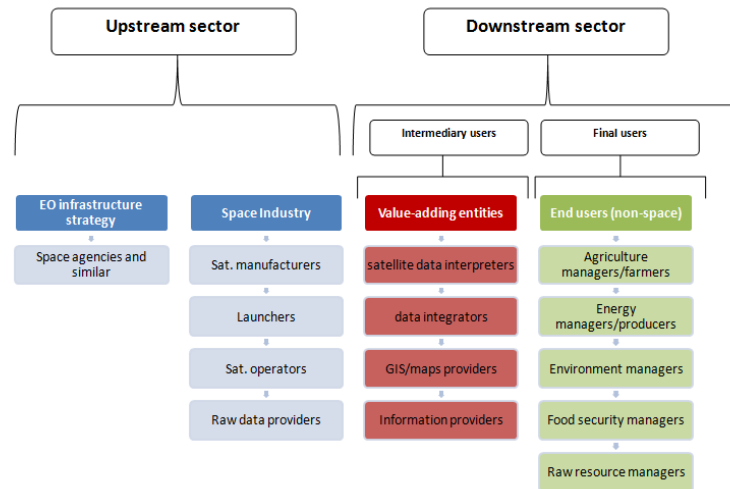 Upstream sector
Downstream sector
Intermediary users
Final users
EO infrastructure
strategy
Space agencies and
similar
Space Industry
Sat. manufacturers
Launchers
Sat. operators
Raw data providers
Value-adding entities
satellite data interpreters
data integrators
GIS/maps providers
Information providers
End users (non-space)
Agriculture
managers/farmers
Energy
managers/producers
Environment managers
Food security managers
Raw resource managers